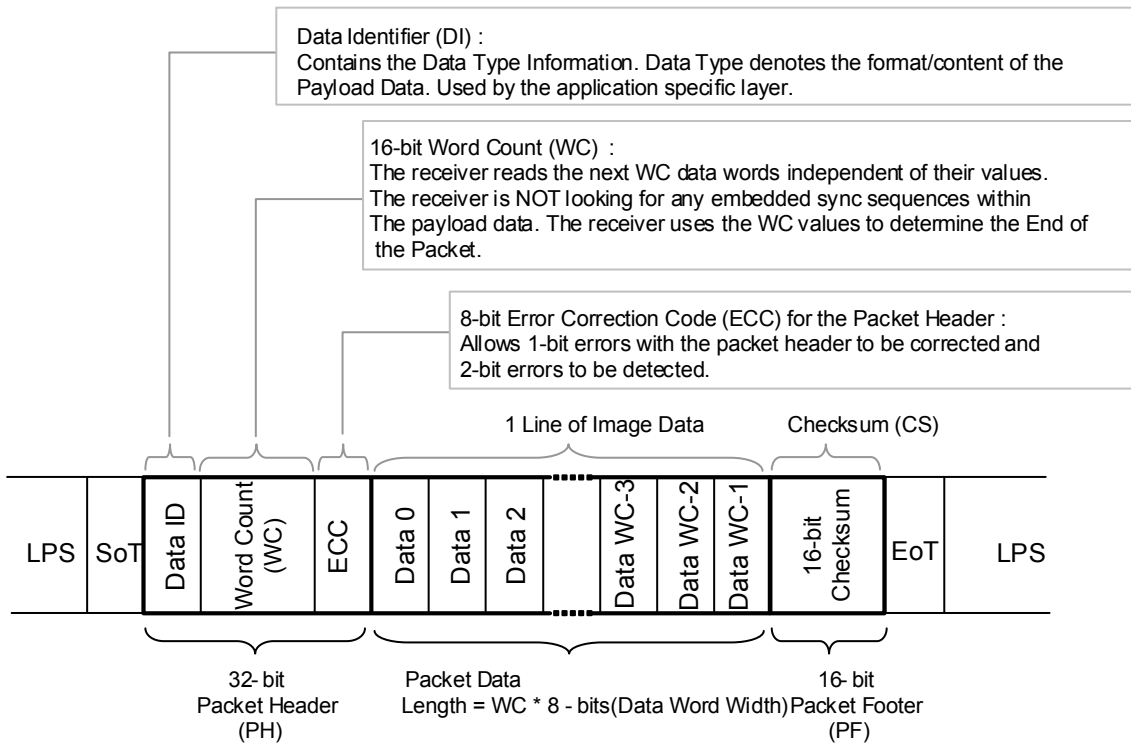 Data Identifier (DI) :
Contains the Data Type Information. Data Type denotes the format/content of the
Payload Data. Used by the application specific layer.
16-bit Word Count (WC) :
The receiver reads the next WC data words independent of their values.
The receiver is NOT looking for any embedded sync sequences within
The payload data. The receiver uses the WC values to determine the End of
the Packet.
8-bit Error Correction Code (ECC) for the Packet Header :
Allows 1-bit errors with the packet header to be corrected and
2-bit errors to be detected.
1 Line of Image Data
Checksum (CS)
LPS
SoT
Data ID
Word Count
(WC)
ECC
Data 0
Data 1
Data 2
Data WC-3
Data WC-2
Data WC-1
16-bit
Checksum
EoT
LPS
32- bit
Packet Header
(PH)
Packet Data
Length = WC * 8 - bits(Data Word Width)
16- bit
Packet Footer
(PF)